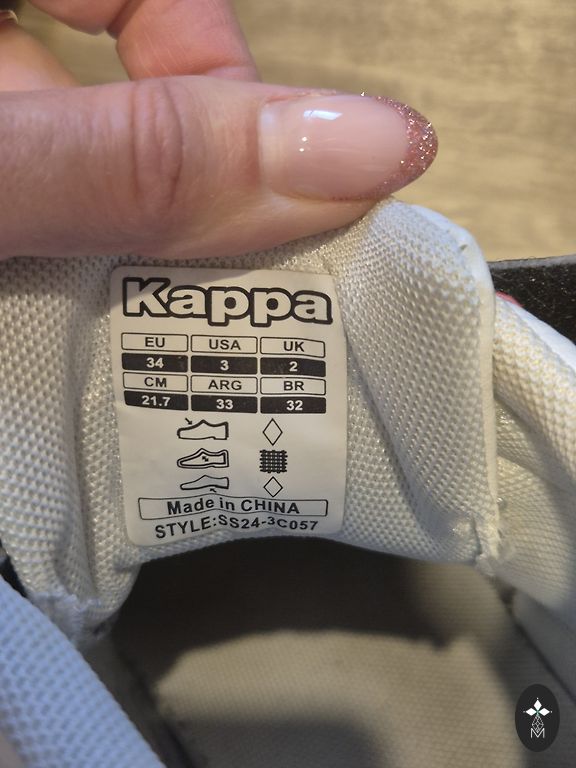 Kappa
EU USA UK
34 3 2
CM ARG BR
21.7 33 32
Made in CHINA
STYLE:SS24-3C057
M